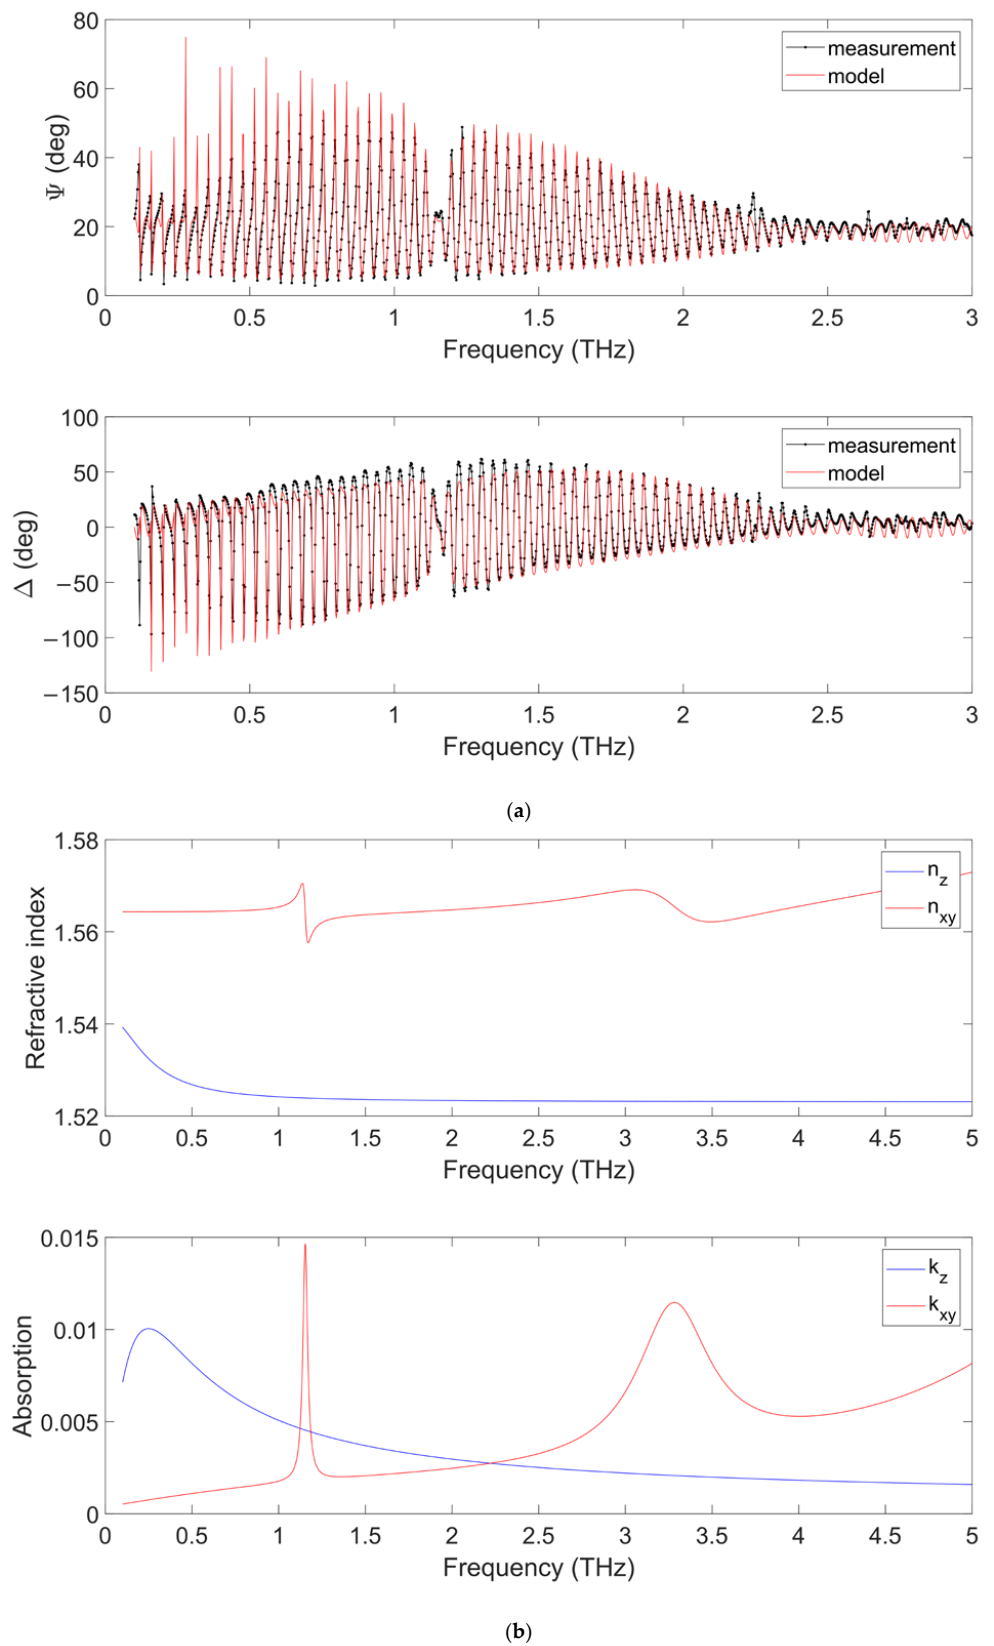 80
60
40
20
0
Ψ (deg)
measurement
model
0 0.5 1 1.5 2 2.5 3
Frequency (THz)
100
50
0
−50
−100
−150
Δ (deg)
measurement
model
0 0.5 1 1.5 2 2.5 3
Frequency (THz)
(a)
1.58
1.56
1.54
1.52
Refractive index
n_z
n_xy
0 0.5 1 1.5 2 2.5 3 3.5 4 4.5 5
Frequency (THz)
0.015
0.01
0.005
0
Absorption
k_z
k_xy
0 0.5 1 1.5 2 2.5 3 3.5 4 4.5 5
Frequency (THz)
(b)